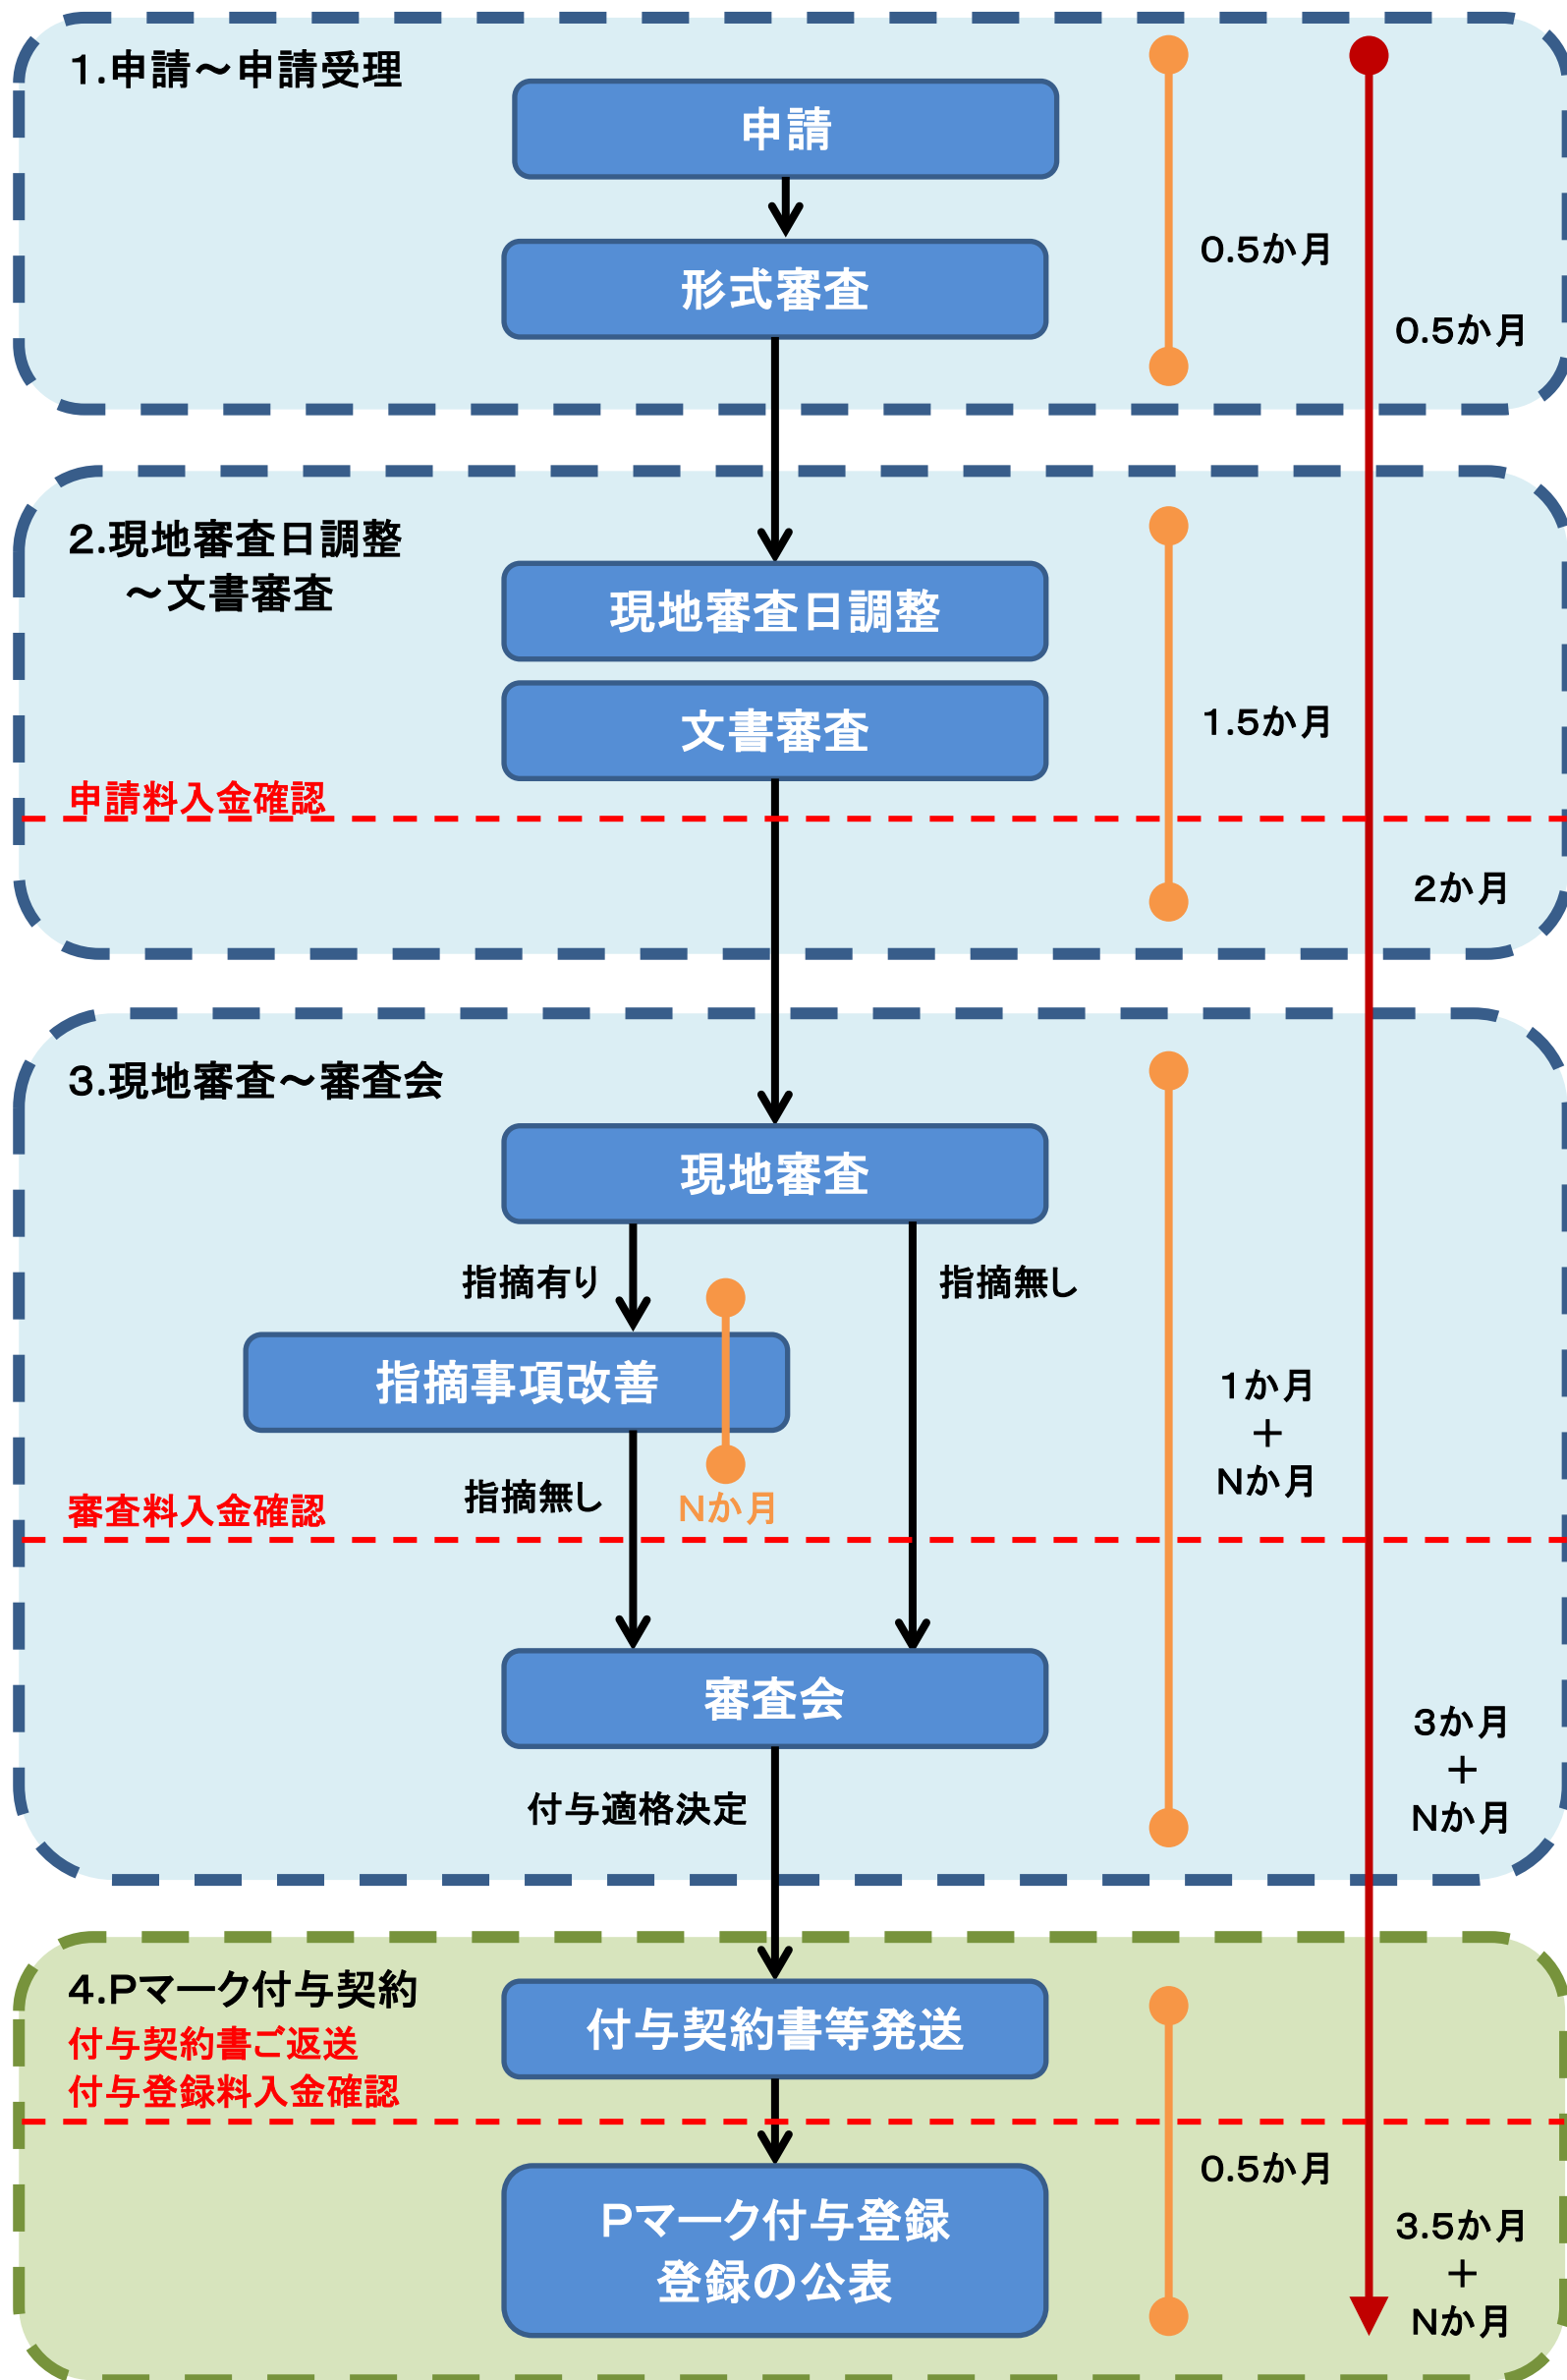 1.申請～申請受理
申請
形式審査
0.5か月
0.5か月
2.現地審査日調整
～文書審査
現地審査日調整
文書審査
1.5か月
申請料入金確認
2か月
3.現地審査～審査会
現地審査
指摘有り
指摘無し
指摘事項改善
1か月
＋
Nか月
指摘無し
Nか月
審査料入金確認
審査会
付与適格決定
3か月
＋
Nか月
4.Pマーク付与契約
付与契約書ご返送
付与登録料入金確認
付与契約書等発送
0.5か月
Pマーク付与登録
登録の公表
3.5か月
＋
Nか月